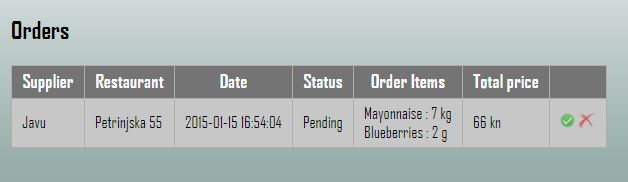 Orders
Supplier Restaurant Date Status Order Items Total price
Javu Petrinjska 55 2015-01-15 16:54:04 Pending Mayonnaise : 7 kg 66 kn
Blueberries : 2 g